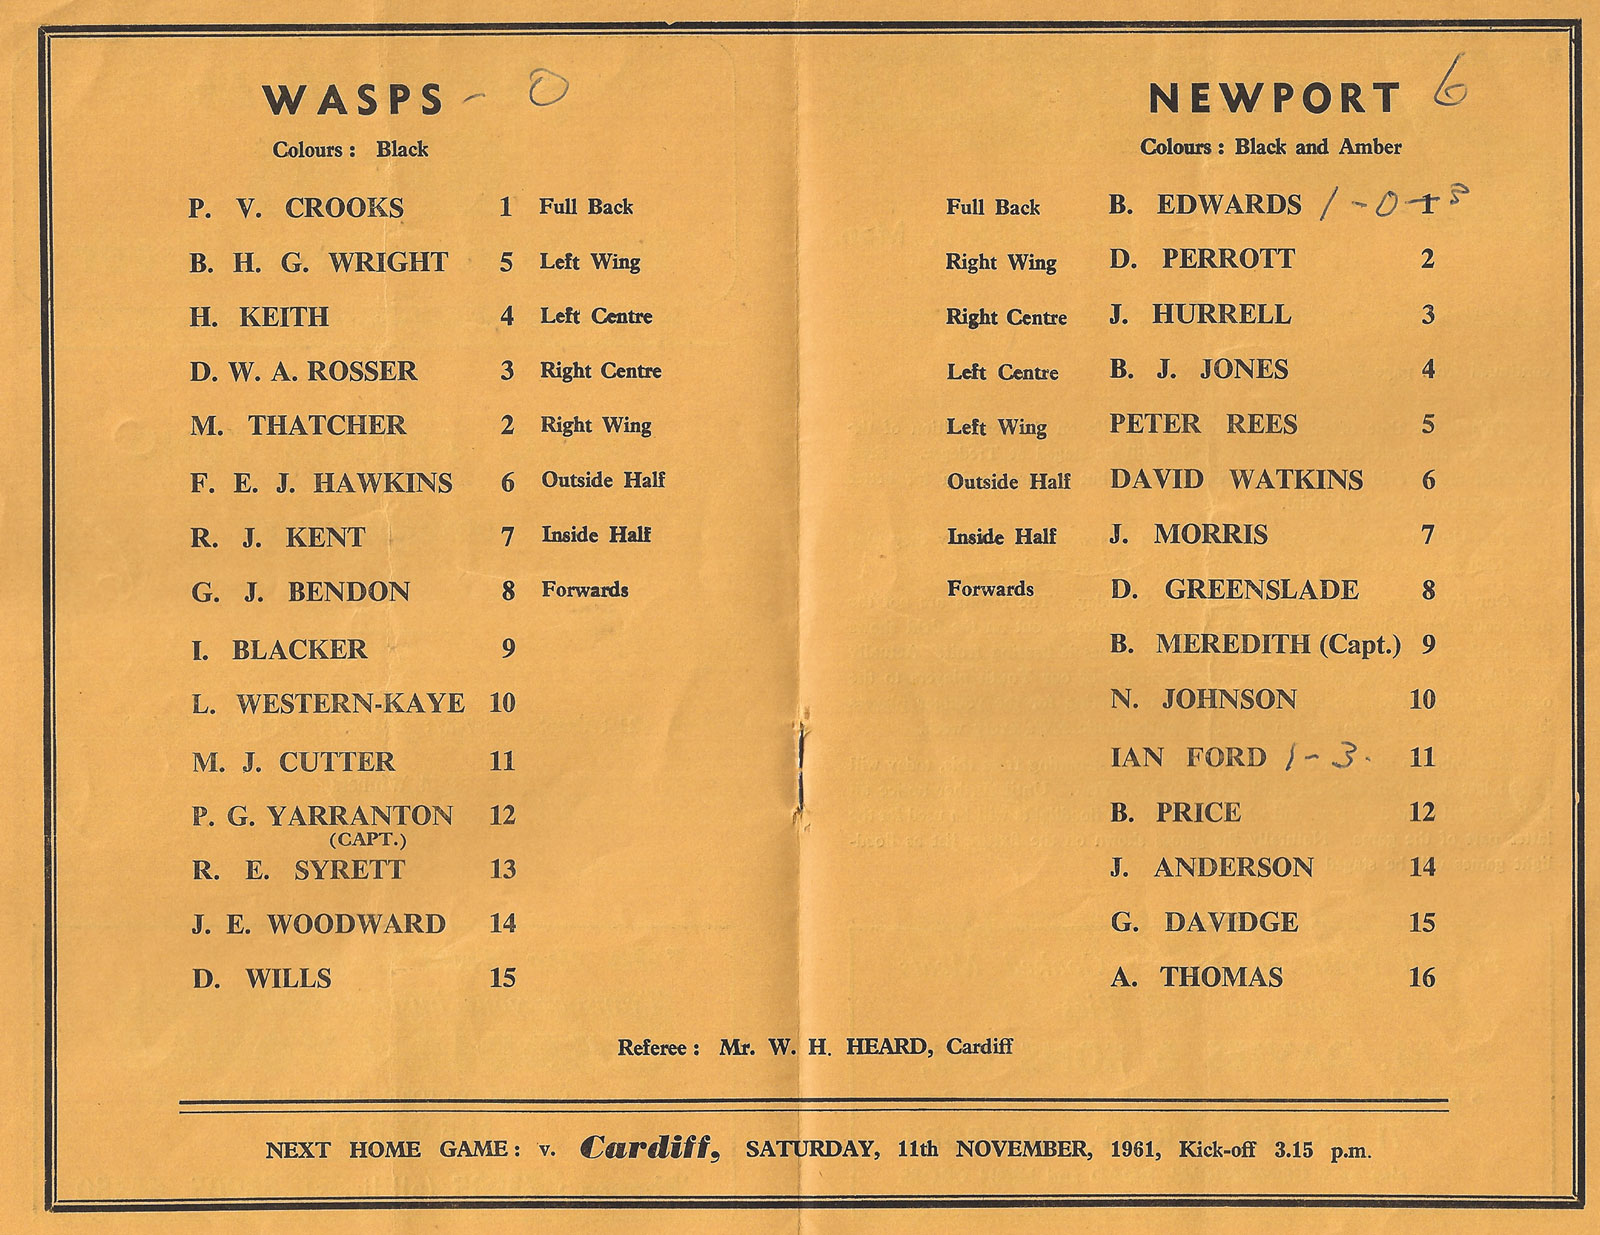 WASPS - 0
Colours : Black
P. V. CROOKS 1 Full Back
B. H. G. WRIGHT 5 Left Wing
H. KEITH 4 Left Centre
D. W. A. ROSSER 3 Right Centre
M. THATCHER 2 Right Wing
F. E. J. HAWKINS 6 Outside Half
R. J. KENT 7 Inside Half
G. J. BENDON 8 Forwards
I. BLACKER 9
L. WESTERN-KAYE 10
M. J. CUTTER 11
P. G. YARRANTON 12
(CAPT.)
R. E. SYRETT 13
J. E. WOODWARD 14
D. WILLS 15
NEWPORT 6
Colours : Black and Amber
Full Back B. EDWARDS 1 - 0 - 1
Right Wing D. PERROTT 2
Right Centre J. HURRELL 3
Left Centre B. J. JONES 4
Left Wing PETER REES 5
Outside Half DAVID WATKINS 6
Inside Half J. MORRIS 7
Forwards D. GREENSLADE 8
B. MEREDITH (Capt.) 9
N. JOHNSON 10
IAN FORD 1 - 3. 11
B. PRICE 12
J. ANDERSON 14
G. DAVIDGE 15
A. THOMAS 16
Referee : Mr. W. H. HEARD, Cardiff
NEXT HOME GAME : v. Cardiff, SATURDAY, 11th NOVEMBER, 1961, Kick-off 3.15 p.m.